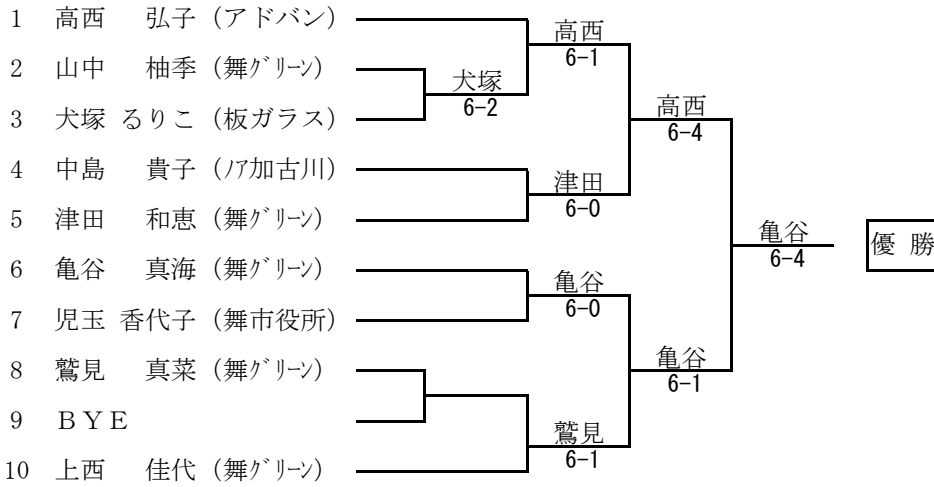 1 高西 弘子 (アドバン)
高西
6-1
2 山中 柚季 (舞ｸﾞﾘｰﾝ)
犬塚
6-2
3 犬塚 るりこ (板ガラス)
高西
6-4
4 中島 貴子 (ﾉｱ加古川)
津田
6-0
5 津田 和恵 (舞ｸﾞﾘｰﾝ)
亀谷
6-4
優 勝
6 亀谷 真海 (舞ｸﾞﾘｰﾝ)
亀谷
6-0
7 児玉 香代子 (舞市役所)
亀谷
6-1
8 鷲見 真菜 (舞ｸﾞﾘｰﾝ)
9 ＢＹＥ
鷲見
6-1
10 上西 佳代 (舞ｸﾞﾘｰﾝ)